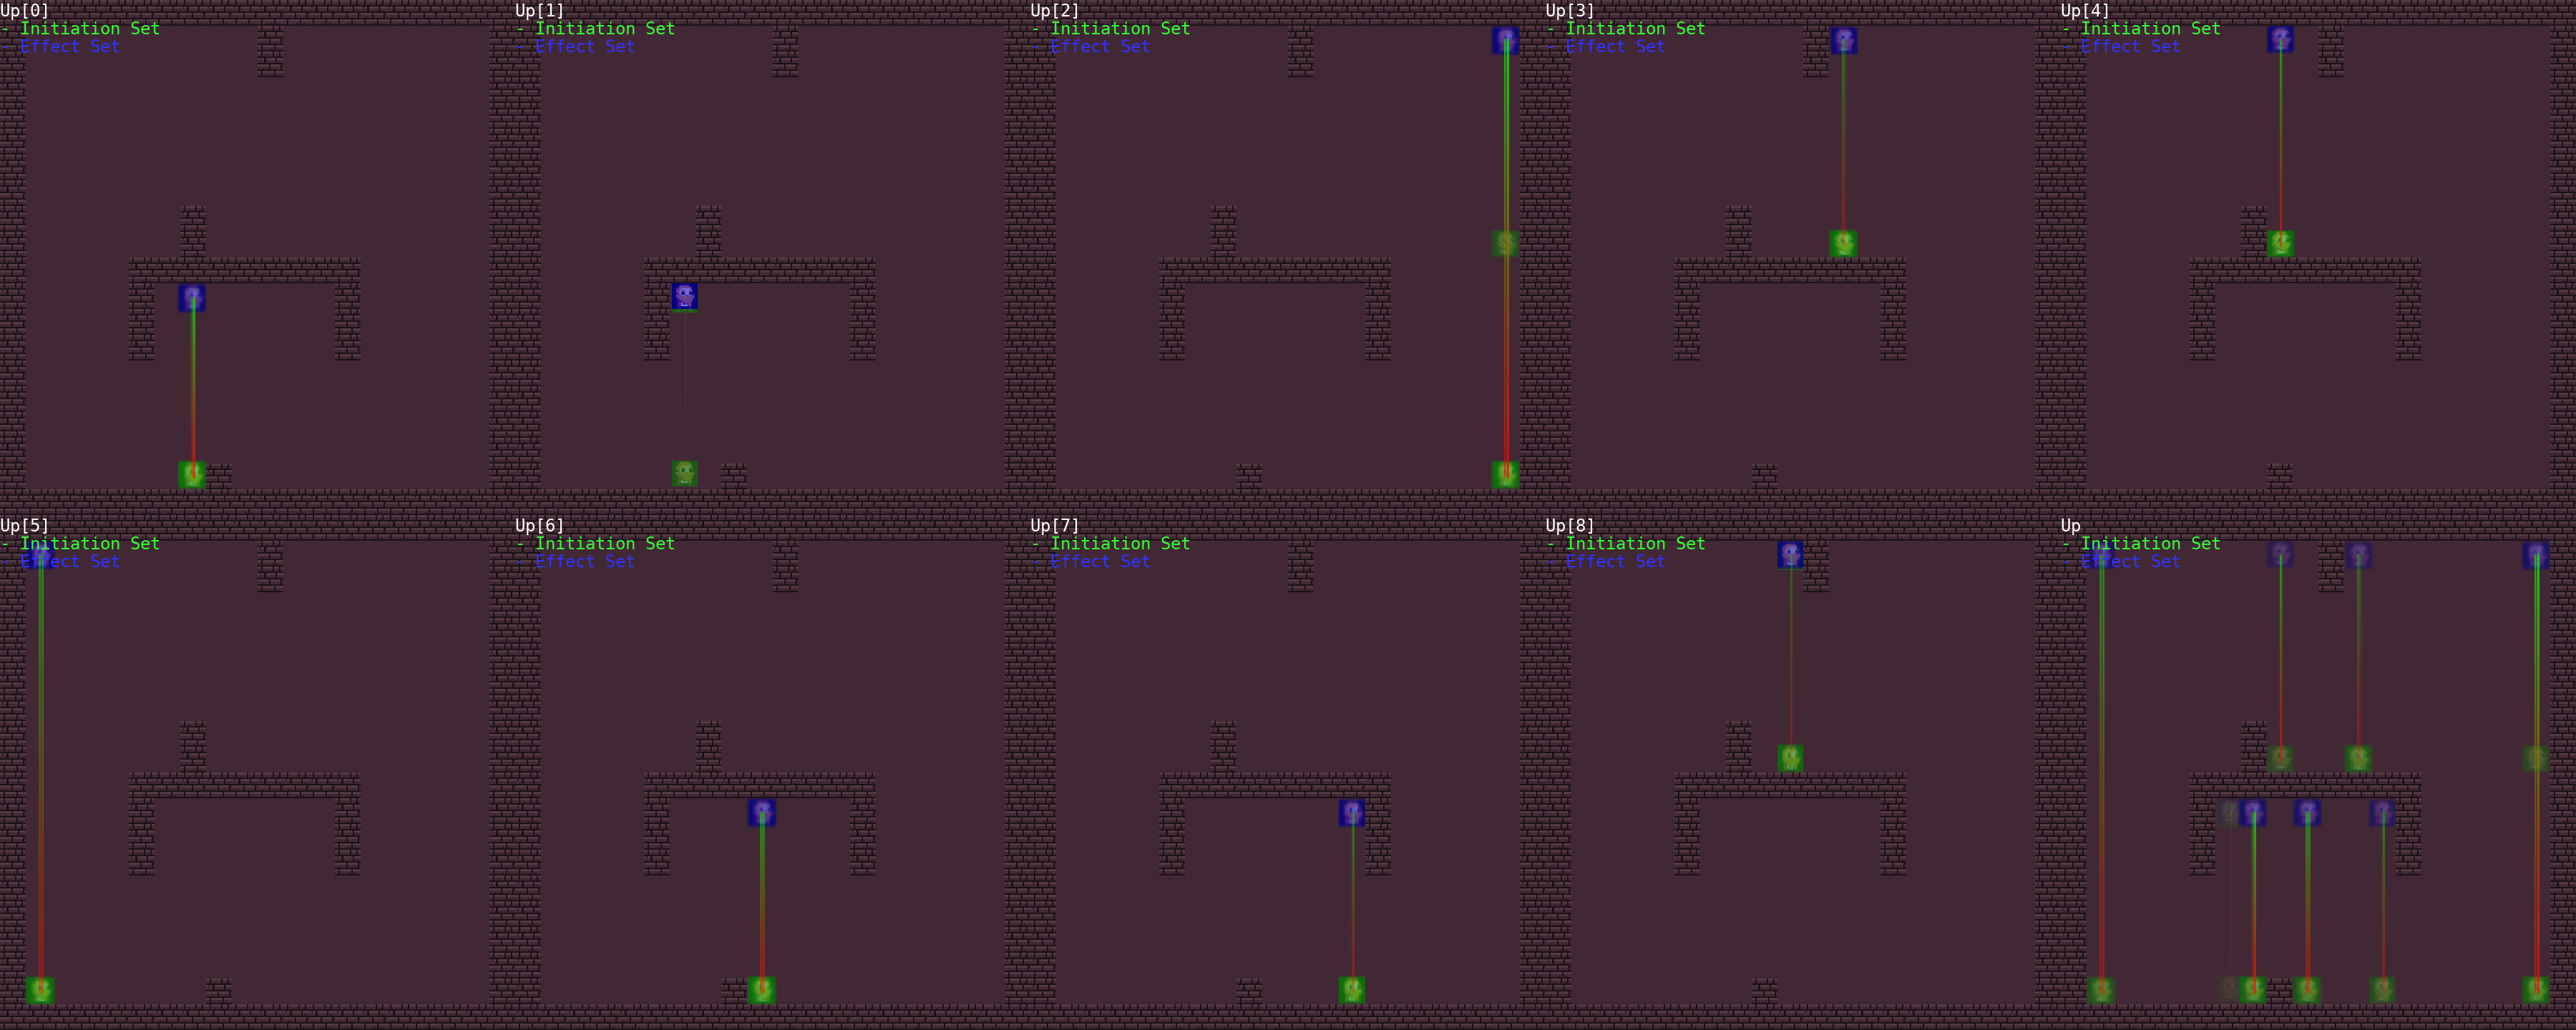 Up[0]
- Initiation Set
- Effect Set
Up[1]
- Initiation Set
- Effect Set
Up[2]
- Initiation Set
- Effect Set
Up[3]
- Initiation Set
- Effect Set
Up[4]
- Initiation Set
- Effect Set
Up[5]
- Initiation Set
- Effect Set
Up[6]
- Initiation Set
- Effect Set
Up[7]
- Initiation Set
- Effect Set
Up[8]
- Initiation Set
- Effect Set
Up
- Initiation Set
- Effect Set